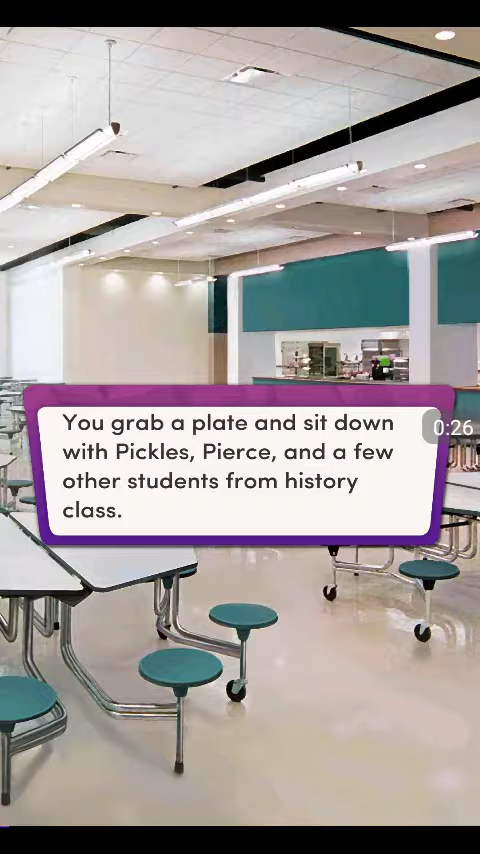 You grab a plate and sit down
with Pickles, Pierce, and a few
other students from history
class.
0:26